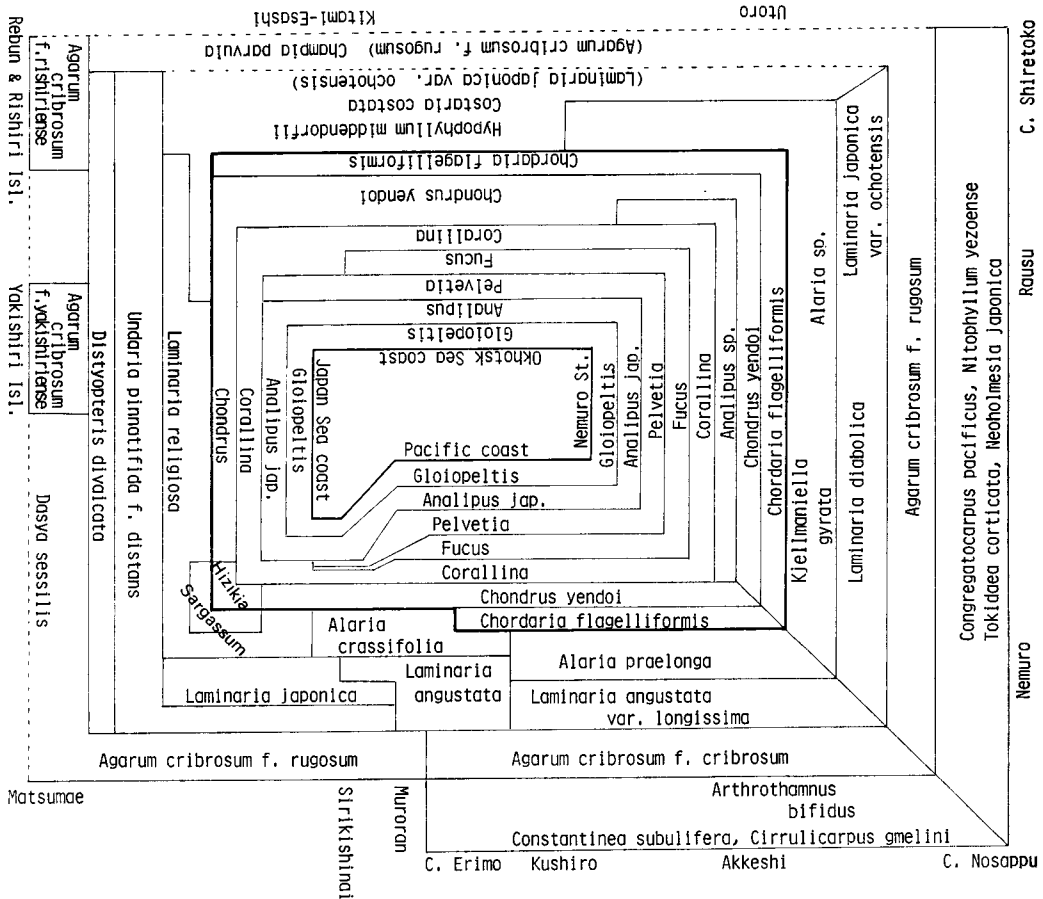 Kitami-Esashi
Utoro
(Agarum cribrosum f. rugosum) Champia parvula
(Laminaria japonica var. ochotensis)
Costaria costata
Hypophyllum middendorfii
Chordaria flagelliformis
Chondrus yendoi
Corallina
Fucus
Pelvetia
Analipus
Gloiopeltis
Okhotsk Sea coast
Rebun & Rishiri Isl.
Yakishiri Isl.
Agarum
cribrosum
f.rishiriense
Agarum
cribrosum
f.yakishiriense
Dasya sessilis
Distyopteris divaicata
Undaria pinnatifida f. distans
Laminaria religiosa
Chondrus
Corallina
Analipus jap.
Gloiopeltis
Japan Sea coast
Nemuro St.
Gloiopeltis
Analipus jap.
Pelvetia
Fucus
Corallina
Analipus sp.
Chondrus yendoi
Chordaria flagelliformis
Kjellmaniella
gyrata
Alaria sp.
Laminaria japonica
var. ochotensis
Laminaria diabolica
Agarum cribrosum f. rugosum
Congregatocarpus pacificus, Nitophyllum yezoense
Tokidaea corticata, Neoholmesia japonica
C. Shiretoko
Rausu
Nemuro
Pacific coast
Gloiopeltis
Analipus jap.
Pelvetia
Fucus
Corallina
Hizikia
Sargassum
Chondrus yendoi
Chordaria flagelliformis
Alaria
crassifolia
Alaria praelonga
Laminaria
angustata
Laminaria japonica
Laminaria angustata
var. longissima
Agarum cribrosum f. rugosum
Agarum cribrosum f. cribrosum
Matsumae
Sirikishinai
Muroran
Arthrothamnus
bifidus
Constantinea subulifera, Cirrulicarpus gmelini
C. Erimo
Kushiro
Akkeshi
C. Nosappu